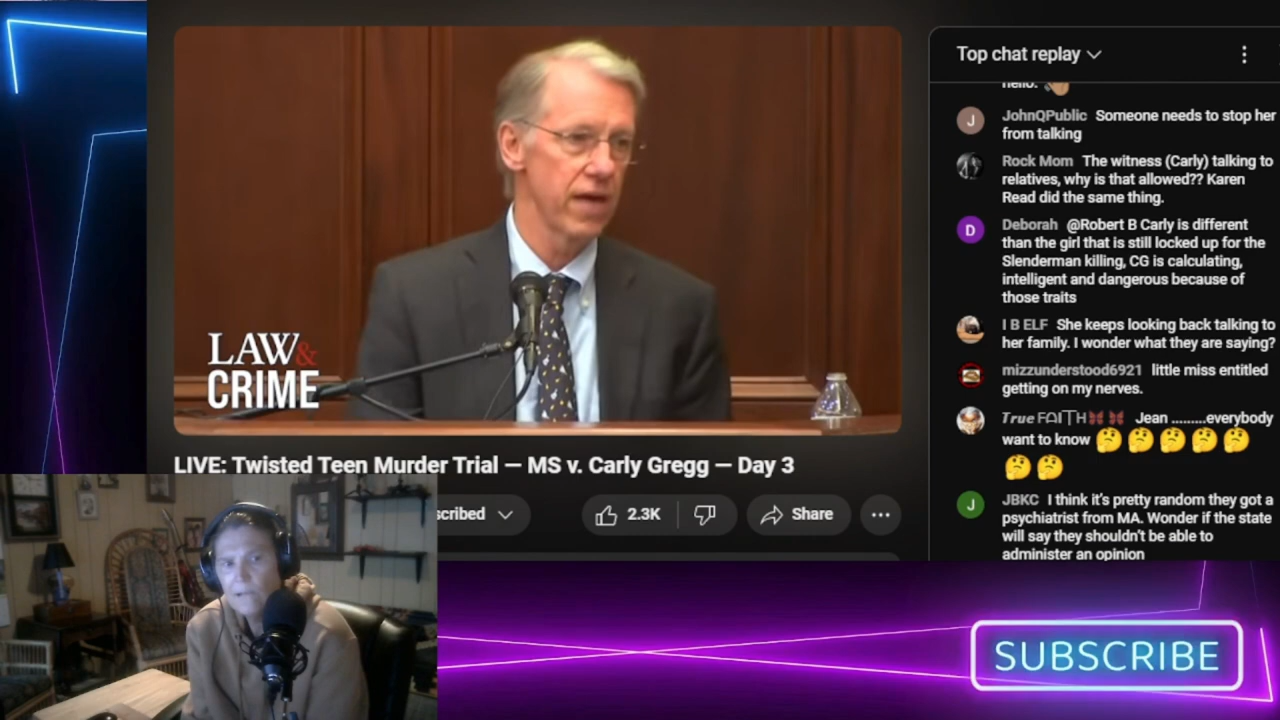 LAW&
CRIME
LIVE: Twisted Teen Murder Trial — MS v. Carly Gregg — Day 3
scribed
2.3K
Share
Top chat replay
hello.
JohnQPublic Someone needs to stop her
from talking
Rock Mom The witness (Carly) talking to
relatives, why is that allowed?? Karen
Read did the same thing.
D
Deborah @Robert B Carly is different
than the girl that is still locked up for the
Slenderman killing, CG is calculating,
intelligent and dangerous because of
those traits
I B ELF She keeps looking back talking to
her family. I wonder what they are saying?
mizzunderstood6921 little miss entitled
getting on my nerves.
True FAITH Jean .........everybody
want to know 🤔🤔🤔🤔🤔
🤔🤔
J
JBKC I think it's pretty random they got a
psychiatrist from MA. Wonder if the state
will say they shouldn't be able to
administer an opinion
SUBSCRIBE